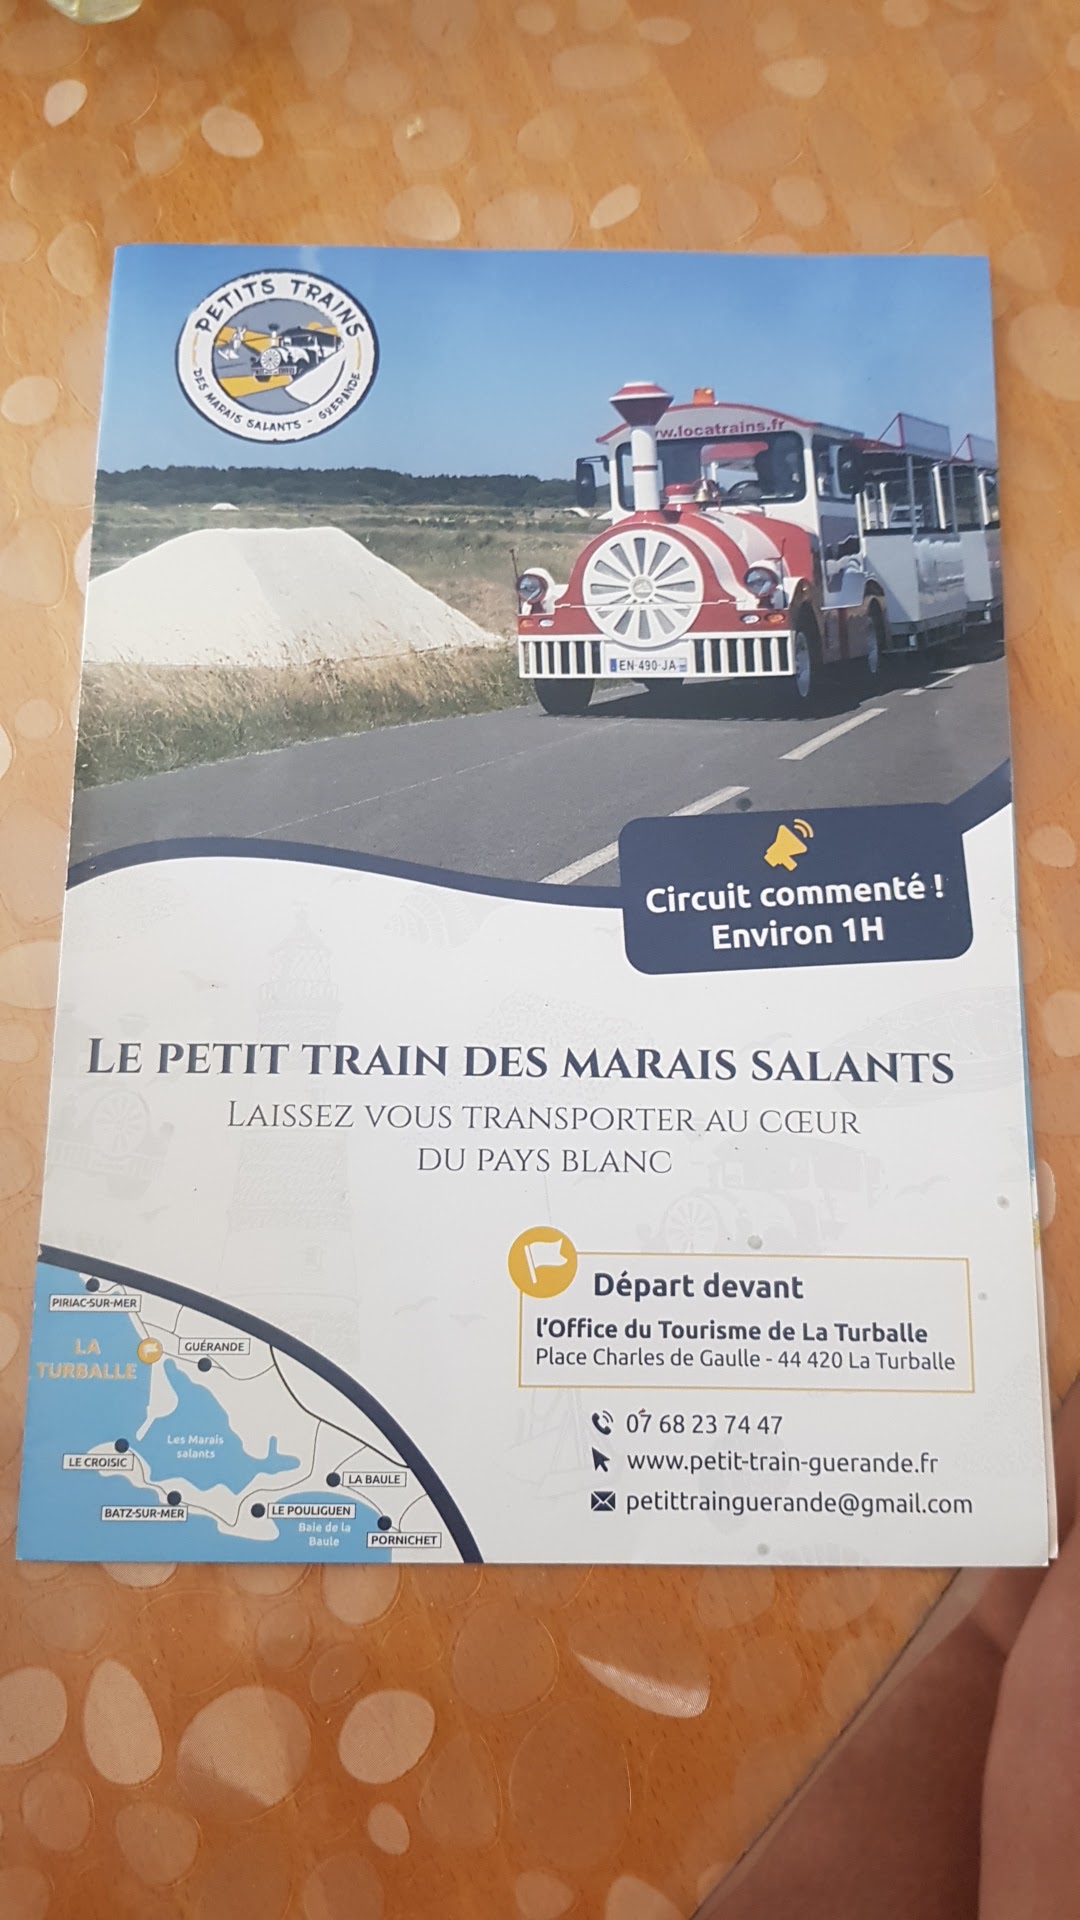 PETITS TRAINS
DES MARAIS SALANTS - GUERANDE
www.locatrains.fr
EN-490-JA
Circuit commenté !
Environ 1H
LE PETIT TRAIN DES MARAIS SALANTS
LAISSEZ VOUS TRANSPORTER AU CŒUR
DU PAYS BLANC
Départ devant
l'Office du Tourisme de La Turballe
Place Charles de Gaulle - 44 420 La Turballe
07 68 23 74 47
www.petit-train-guerande.fr
petittrainguerande@gmail.com
PIRIAC-SUR-MER
LA
TURBALLE
GUÉRANDE
Les Marais
salants
LE CROISIC
LA BAULE
BATZ-SUR-MER
LE POULIGUEN
Baie de la
Baule
PORNICHET